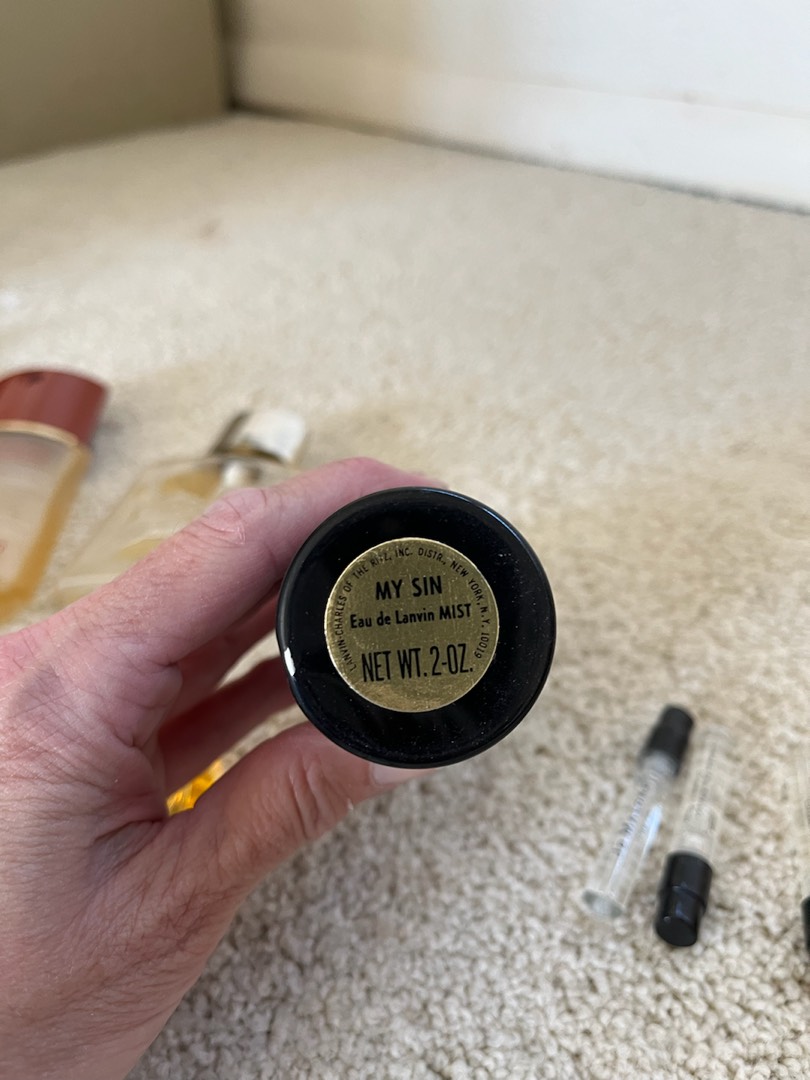 LANVIN-CHARLES OF THE RITZ, INC. DISTR., NEW YORK, N.Y. 10019
MY SIN
Eau de Lanvin MIST
NET WT. 2-OZ.